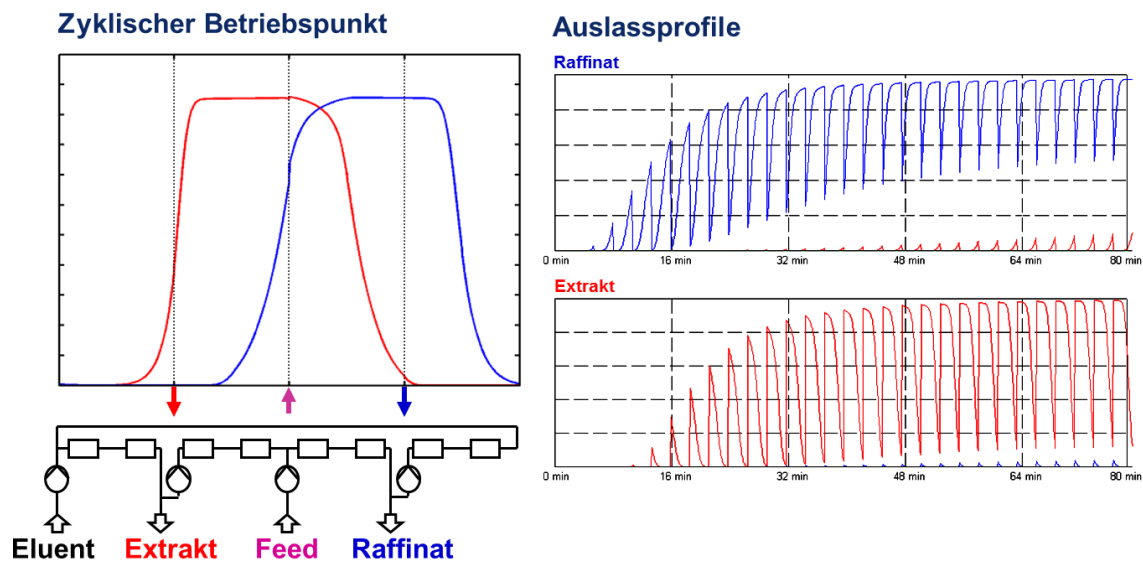 Zyklischer Betriebspunkt
Auslassprofile
Raffinat
0 min 16 min 32 min 48 min 64 min 80 min
Extrakt
0 min 16 min 32 min 48 min 64 min 80 min
Eluent Extrakt Feed Raffinat